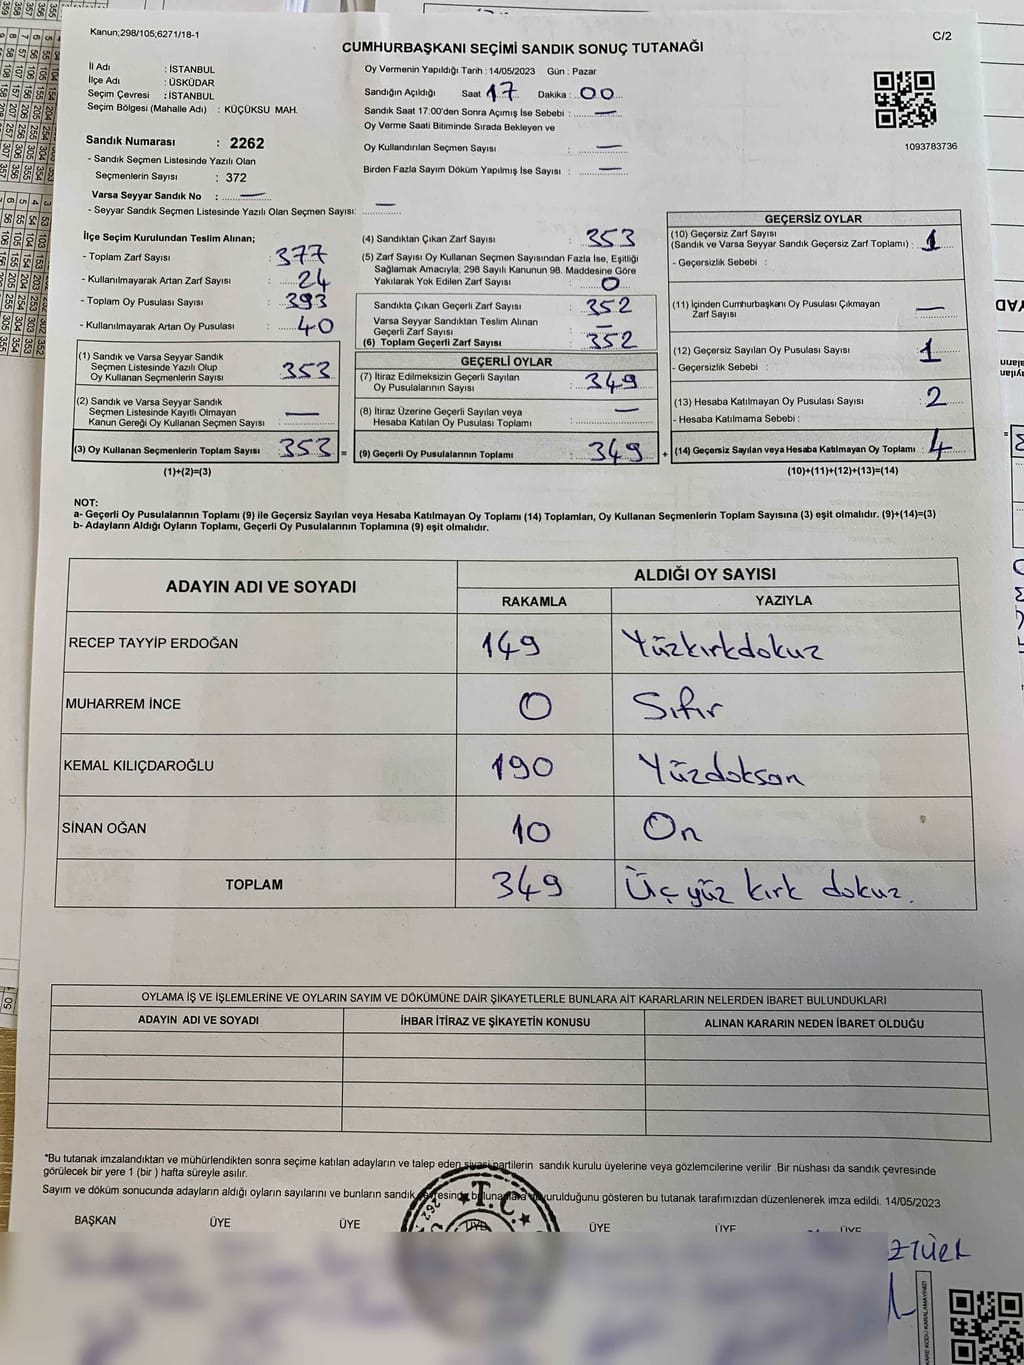 Kanun;298/105;6271/18-1
C/2
CUMHURBAŞKANI SEÇİMİ SANDIK SONUÇ TUTANAĞI
İl Adı : İSTANBUL
İlçe Adı : ÜSKÜDAR
Seçim Çevresi : İSTANBUL
Seçim Bölgesi (Mahalle Adı) : KÜÇÜKSU MAH.
Sandık Numarası : 2262
- Sandık Seçmen Listesinde Yazılı Olan
Seçmenlerin Sayısı : 372
Varsa Seyyar Sandık No : —
- Seyyar Sandık Seçmen Listesinde Yazılı Olan Seçmen Sayısı: —
Oy Vermenin Yapıldığı Tarih : 14/05/2023 Gün : Pazar
Sandığın Açıldığı Saat 17 Dakika : 00
Sandık Saat 17:00'den Sonra Açımış İse Sebebi : —
Oy Verme Saati Bitiminde Sırada Bekleyen ve
Oy Kullandırılan Seçmen Sayısı : —
Birden Fazla Sayım Döküm Yapılmış İse Sayısı : —
1093783736
İlçe Seçim Kurulundan Teslim Alınan;
- Toplam Zarf Sayısı : 377
- Kullanılmayarak Artan Zarf Sayısı : 24
- Toplam Oy Pusulası Sayısı : 393
- Kullanılmayarak Artan Oy Pusulası : 40
(1) Sandık ve Varsa Seyyar Sandık
Seçmen Listesinde Yazılı Olup
Oy Kullanan Seçmenlerin Sayısı : 353
(2) Sandık ve Varsa Seyyar Sandık
Seçmen Listesinde Kayıtlı Olmayan
Kanun Gereği Oy Kullanan Seçmen Sayısı : —
(3) Oy Kullanan Seçmenlerin Toplam Sayısı : 353 =
(1)+(2)=(3)
(4) Sandıktan Çıkan Zarf Sayısı : 353
(5) Zarf Sayısı Oy Kullanan Seçmen Sayısından Fazla İse, Eşitliği
Sağlamak Amacıyla; 298 Sayılı Kanunun 98. Maddesine Göre
Yakılarak Yok Edilen Zarf Sayısı : 0
Sandıkta Çıkan Geçerli Zarf Sayısı : 352
Varsa Seyyar Sandıktan Teslim Alınan
Geçerli Zarf Sayısı : —
(6) Toplam Geçerli Zarf Sayısı : 352
GEÇERLİ OYLAR
(7) İtiraz Edilmeksizin Geçerli Sayılan
Oy Pusulalarının Sayısı : 349
(8) İtiraz Üzerine Geçerli Sayılan veya
Hesaba Katılan Oy Pusulası Toplamı : —
(9) Geçerli Oy Pusulalarının Toplamı : 349 +
GEÇERSİZ OYLAR
(10) Geçersiz Zarf Sayısı
(Sandık ve Varsa Seyyar Sandık Geçersiz Zarf Toplamı) : 1
- Geçersizlik Sebebi :
(11) İçinden Cumhurbaşkanı Oy Pusulası Çıkmayan
Zarf Sayısı : —
(12) Geçersiz Sayılan Oy Pusulası Sayısı : 1
- Geçersizlik Sebebi :
(13) Hesaba Katılmayan Oy Pusulası Sayısı : 2
- Hesaba Katılmama Sebebi :
(14) Geçersiz Sayılan veya Hesaba Katılmayan Oy Toplamı : 4
(10)+(11)+(12)+(13)=(14)
NOT:
a- Geçerli Oy Pusulalarının Toplamı (9) ile Geçersiz Sayılan veya Hesaba Katılmayan Oy Toplamı (14) Toplamları, Oy Kullanan Seçmenlerin Toplam Sayısına (3) eşit olmalıdır. (9)+(14)=(3)
b- Adayların Aldığı Oyların Toplamı, Geçerli Oy Pusulalarının Toplamına (9) eşit olmalıdır.
ADAYIN ADI VE SOYADI
ALDIĞI OY SAYISI
RAKAMLA YAZIYLA
RECEP TAYYİP ERDOĞAN 149 Yüzkırkdokuz
MUHARREM İNCE 0 Sıfır
KEMAL KILIÇDAROĞLU 190 Yüzdoksan
SİNAN OĞAN 10 On
TOPLAM 349 Üç yüz kırk dokuz.
OYLAMA İŞ VE İŞLEMLERİNE VE OYLARIN SAYIM VE DÖKÜMÜNE DAİR ŞİKAYETLERLE BUNLARA AİT KARARLARIN NELERDEN İBARET BULUNDUKLARI
ADAYIN ADI VE SOYADI İHBAR İTİRAZ VE ŞİKAYETİN KONUSU ALINAN KARARIN NEDEN İBARET OLDUĞU
*Bu tutanak imzalandıktan ve mühürlendikten sonra seçime katılan adayların ve talep eden siyasi partilerin sandık kurulu üyelerine veya gözlemcilerine verilir. Bir nüshası da sandık çevresinde
görülecek bir yere 1 (bir ) hafta süreyle asılır.
Sayım ve döküm sonucunda adayların aldığı oyların sayılarını ve bunların sandık çevresinde bulunanlara duyurulduğunu gösteren bu tutanak tarafımızdan düzenlenerek imza edildi. 14/05/2023
BAŞKAN ÜYE ÜYE ÜYE ÜYE ÜYE ÜYE
T.C.